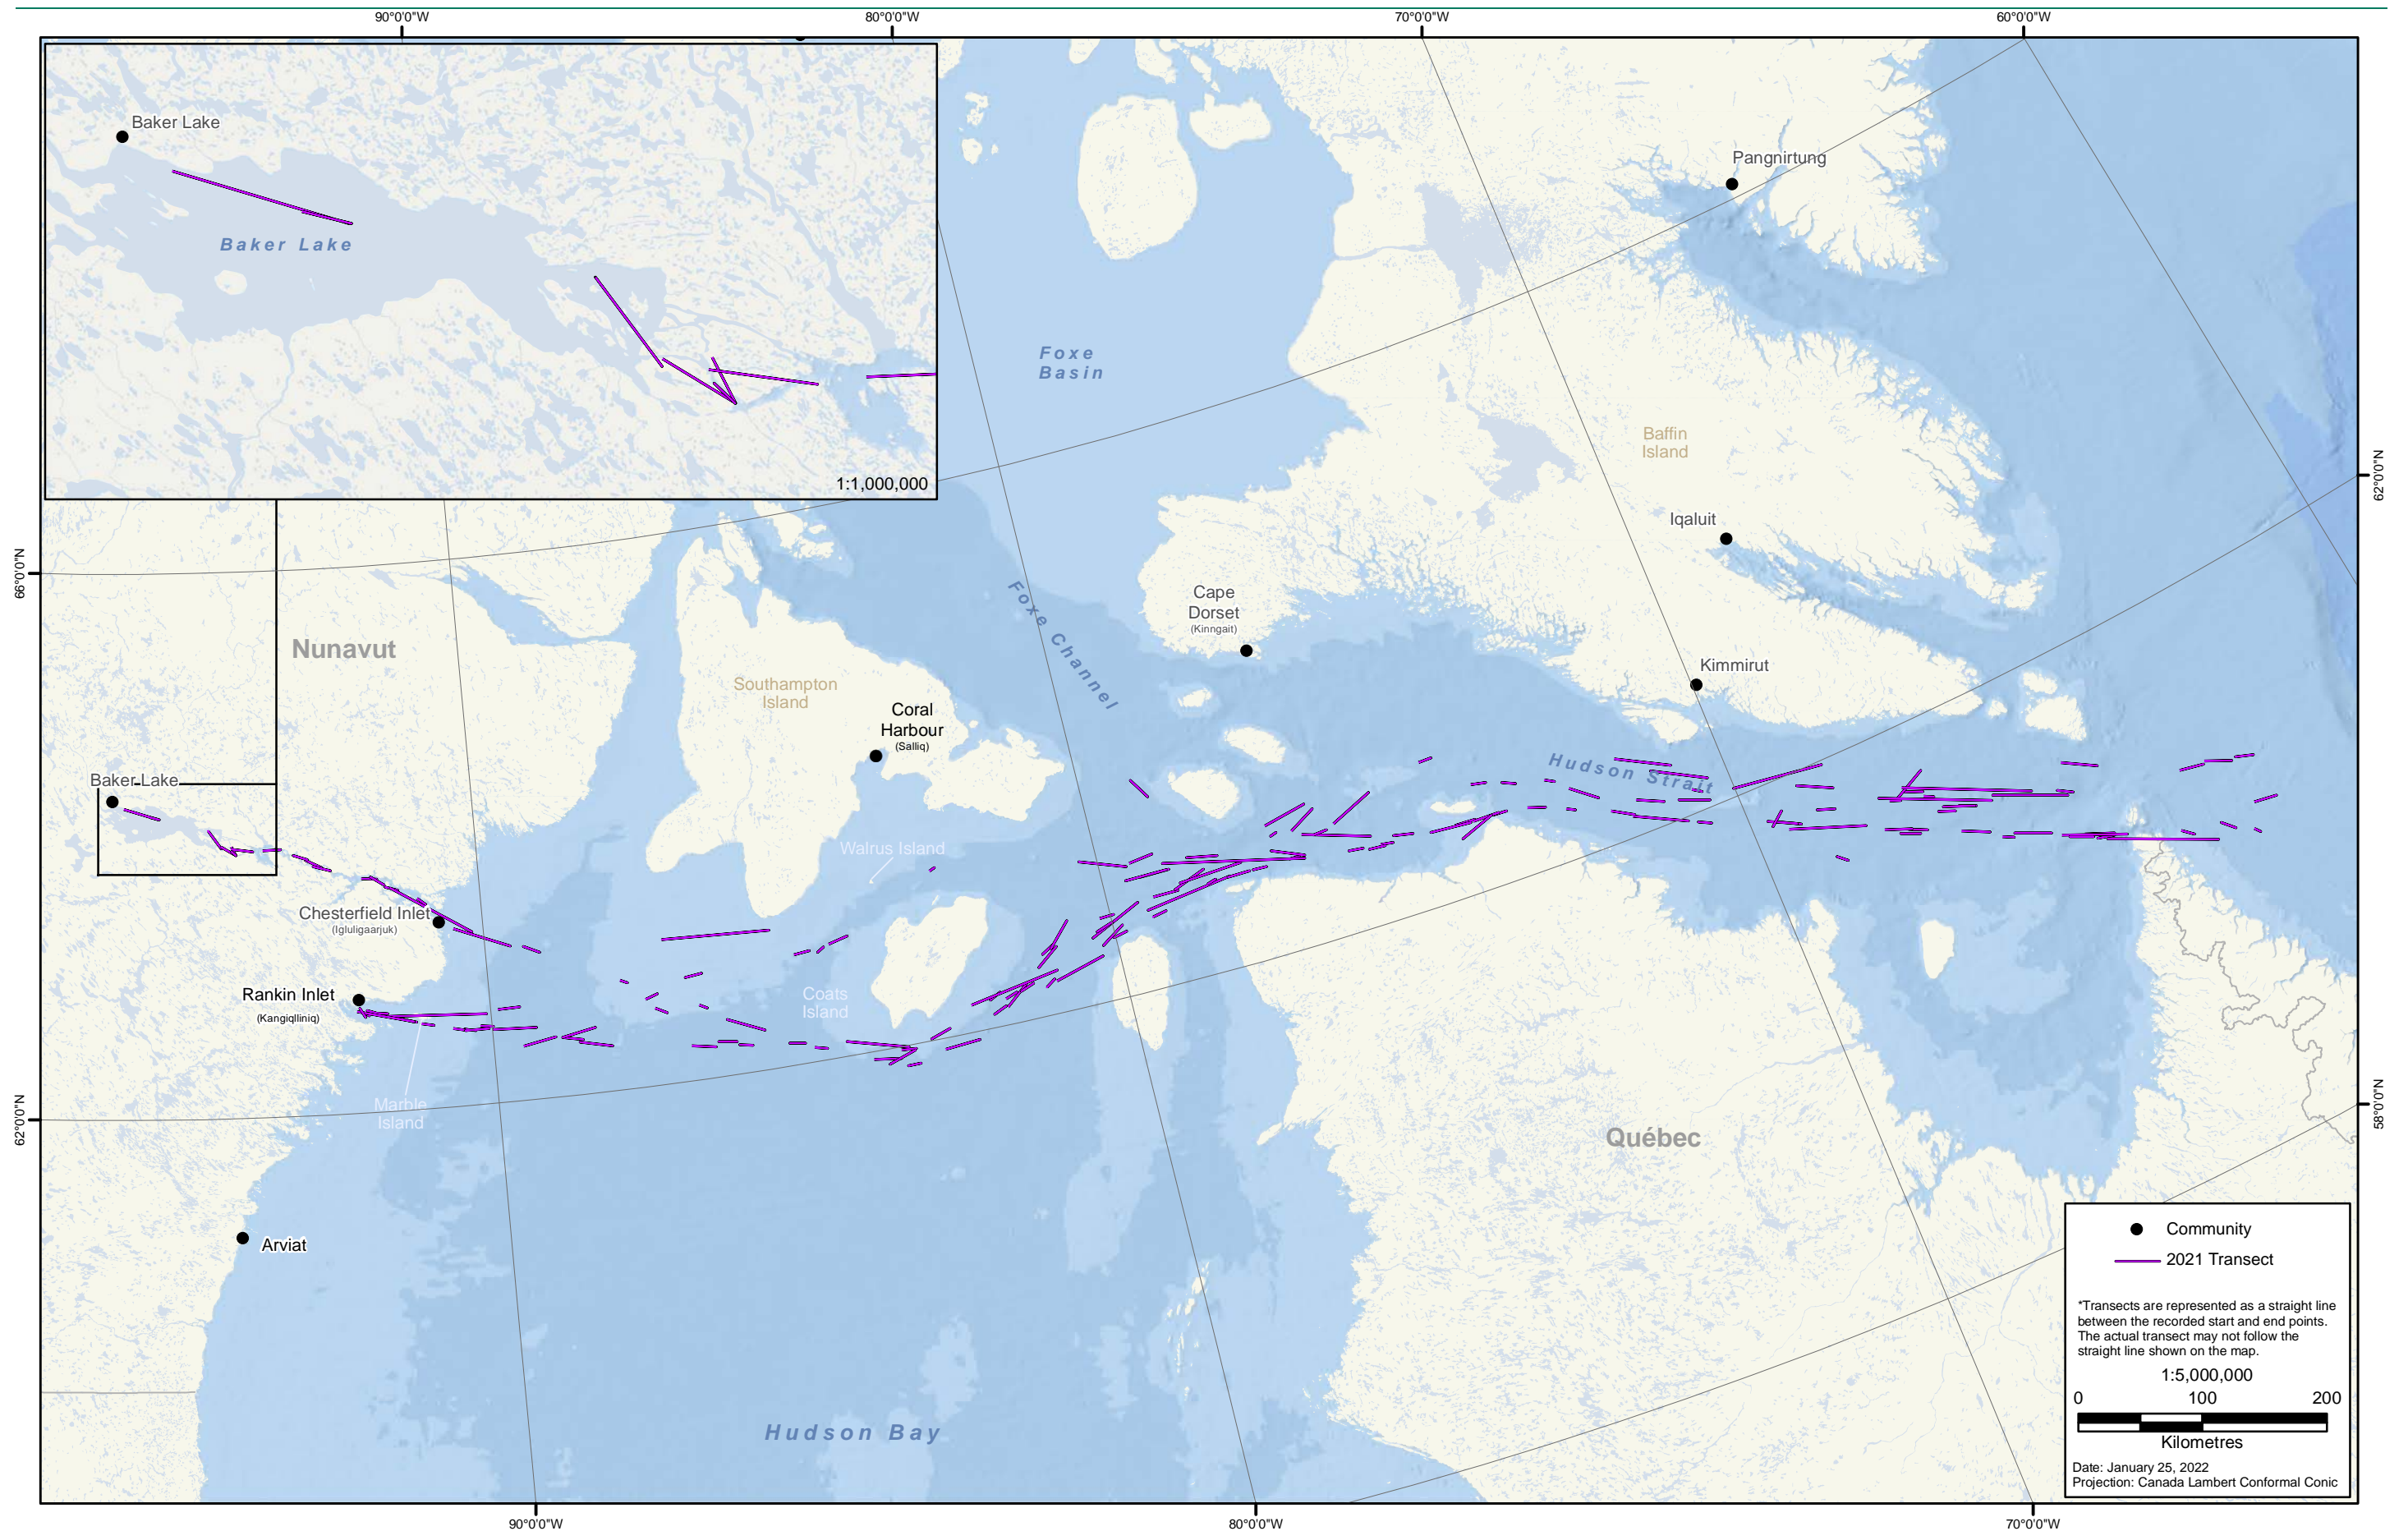 90°0'0"W
80°0'0"W
70°0'0"W
60°0'0"W
Baker Lake
Baker Lake
1:1,000,000
Pangnirtung
Foxe
Basin
Baffin
Island
62°0'0"N
Iqaluit
66°0'0"N
Cape
Dorset
(Kinngait)
Foxe Channel
Nunavut
Kimmirut
Southampton
Island
Coral
Harbour
(Salliq)
Hudson Strait
Baker Lake
Walrus Island
Chesterfield Inlet
(Igluligaarjuk)
Rankin Inlet
(Kangiqlliniq)
Coats
Island
Marble
Island
62°0'0"N
58°0'0"N
Québec
Arviat
Hudson Bay
Community
2021 Transect
*Transects are represented as a straight line
between the recorded start and end points.
The actual transect may not follow the
straight line shown on the map.
1:5,000,000
0 100 200
Kilometres
Date: January 25, 2022
Projection: Canada Lambert Conformal Conic
90°0'0"W
80°0'0"W
70°0'0"W